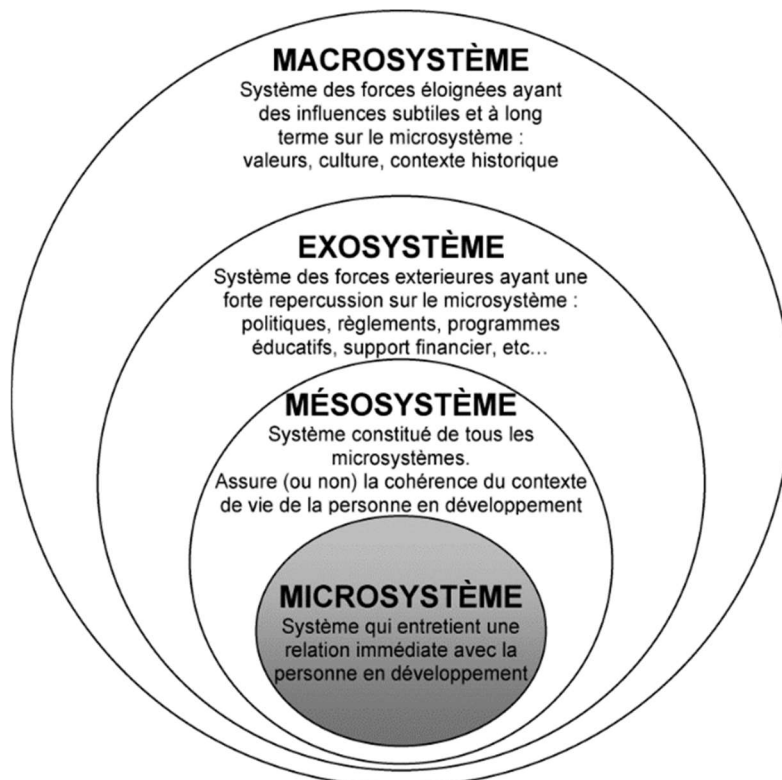 MACROSYSTÈME
Système des forces éloignées ayant
des influences subtiles et à long
terme sur le microsystème :
valeurs, culture, contexte historique
EXOSYSTÈME
Système des forces exterieures ayant une
forte repercussion sur le microsystème :
politiques, règlements, programmes
éducatifs, support financier, etc...
MÉSOSYSTÈME
Système constitué de tous les
microsystèmes.
Assure (ou non) la cohérence du contexte
de vie de la personne en développement
MICROSYSTÈME
Système qui entretient une
relation immédiate avec la
personne en développement